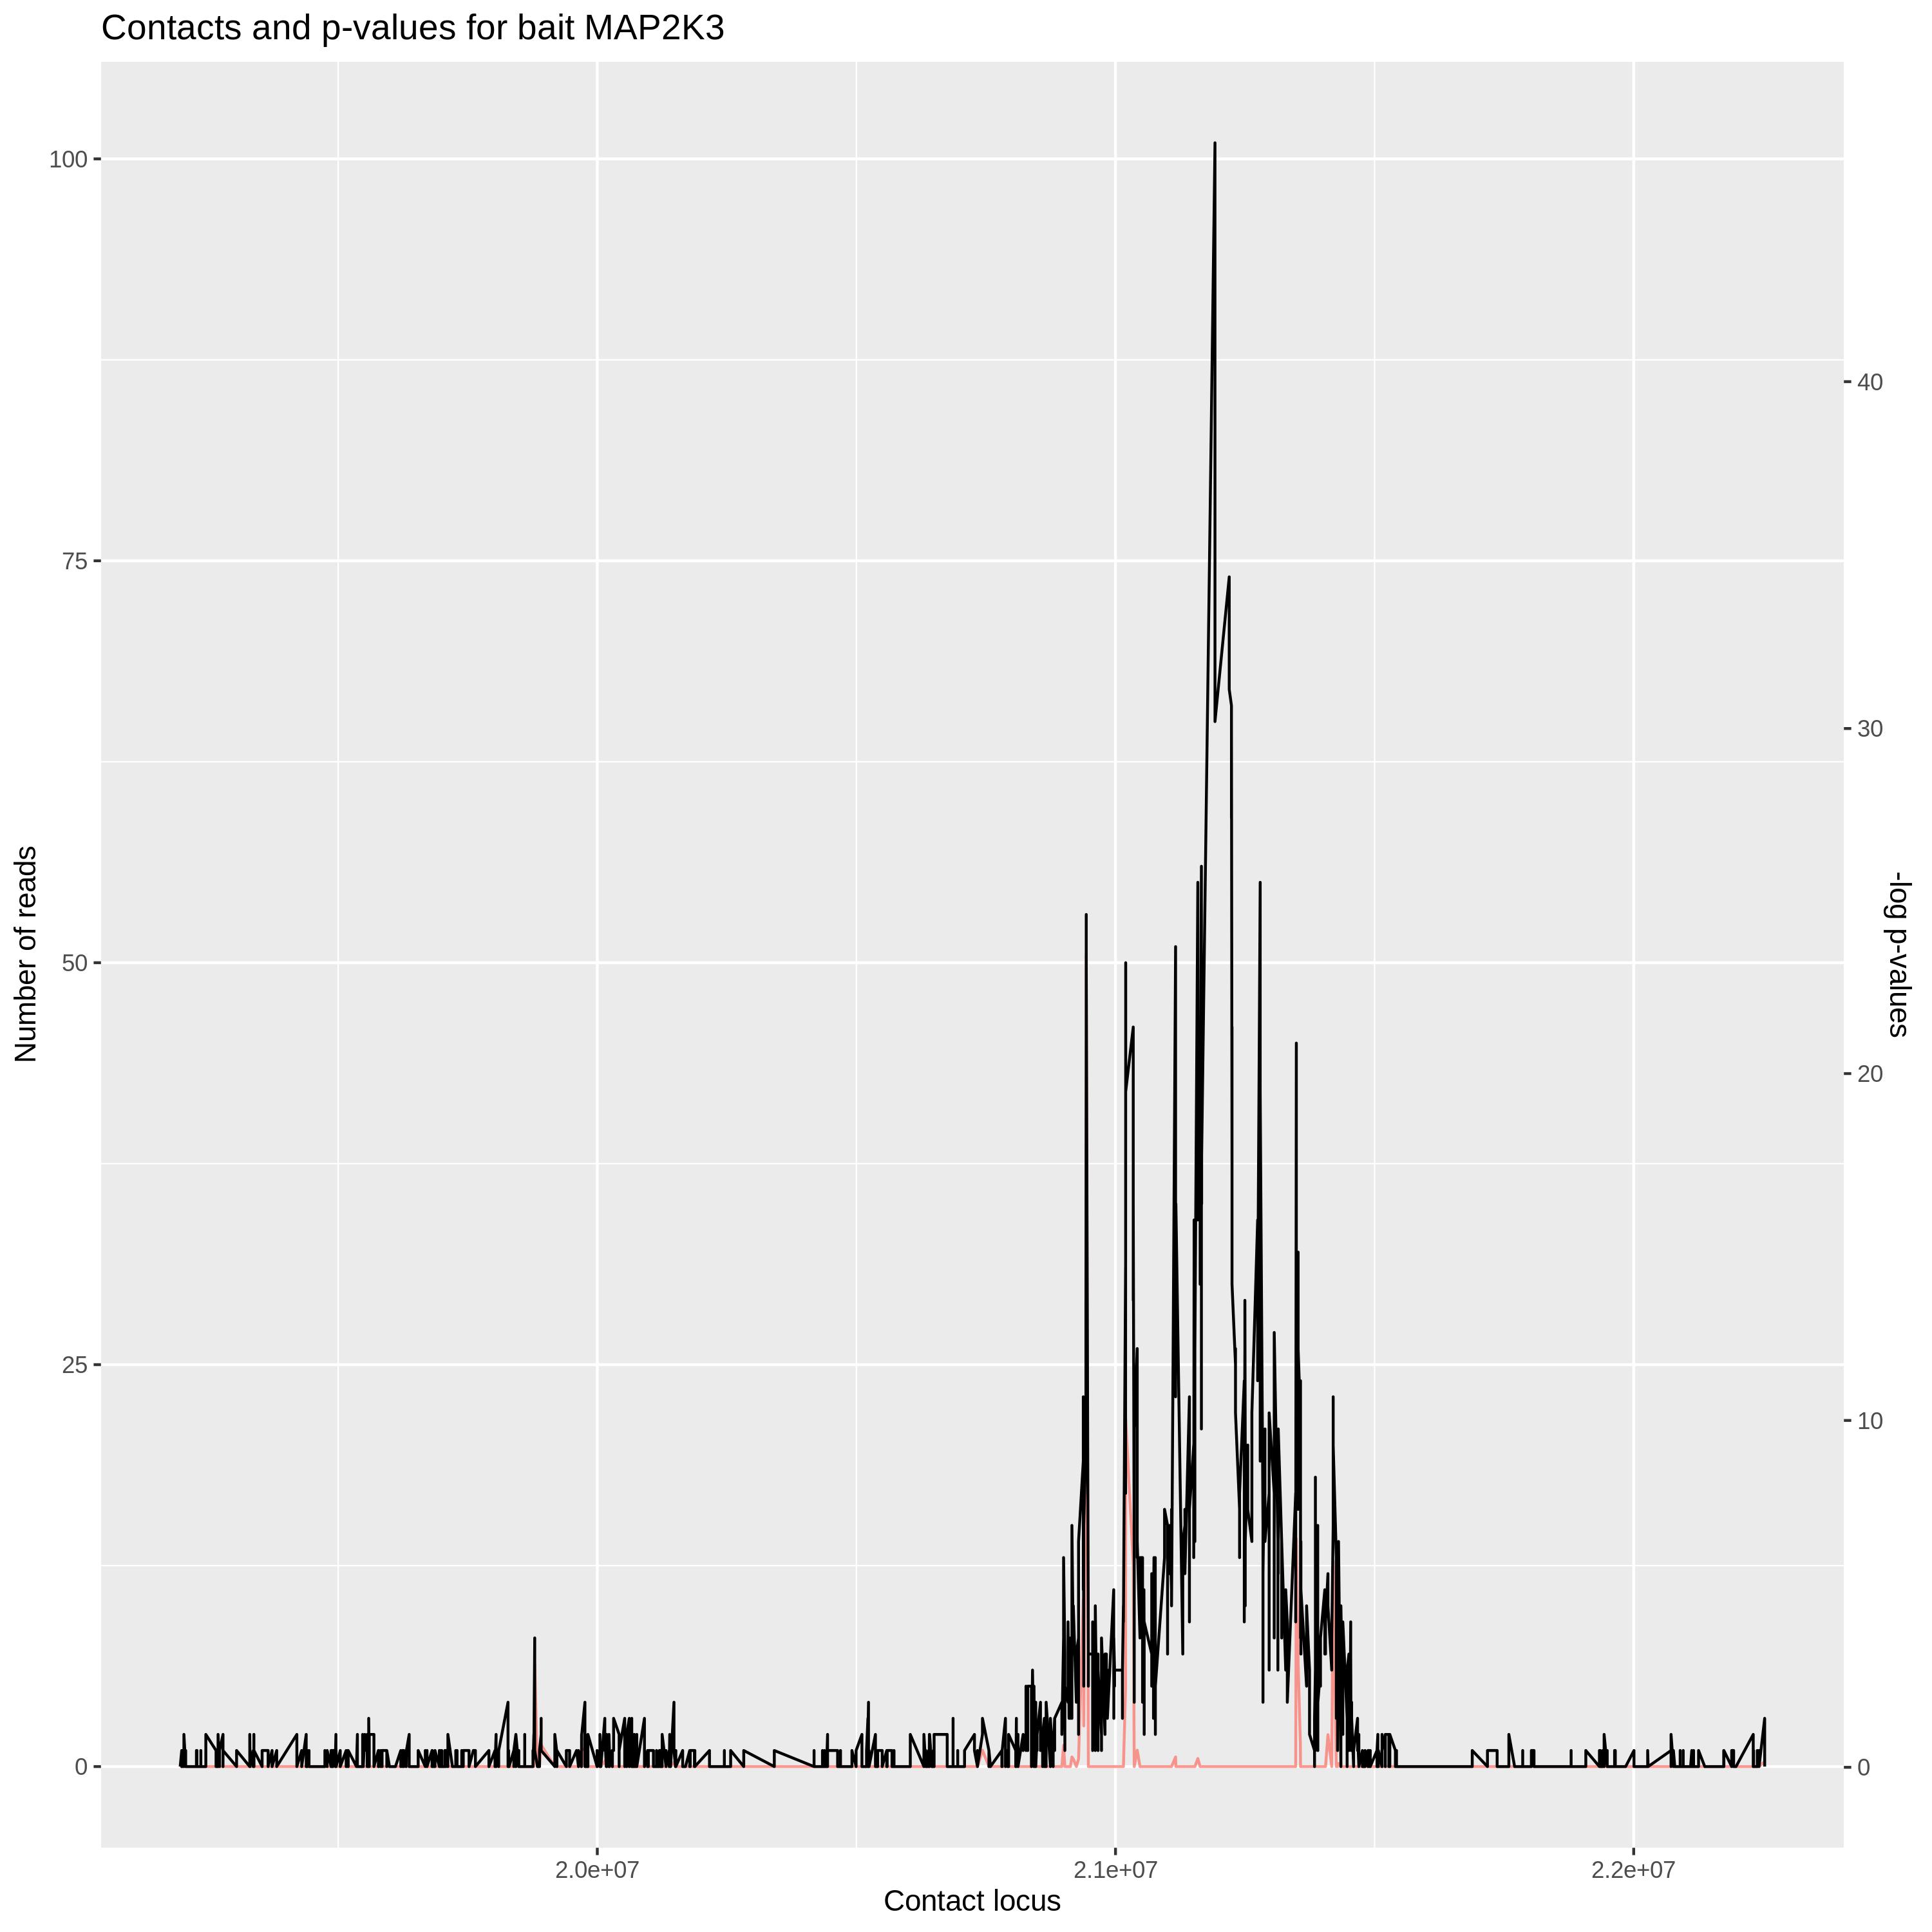 Contacts and p-values for bait MAP2K3
100
75
50
25
0
Number of reads
40
30
20
10
0
-log p-values
2.0e+07
2.1e+07
2.2e+07
Contact locus